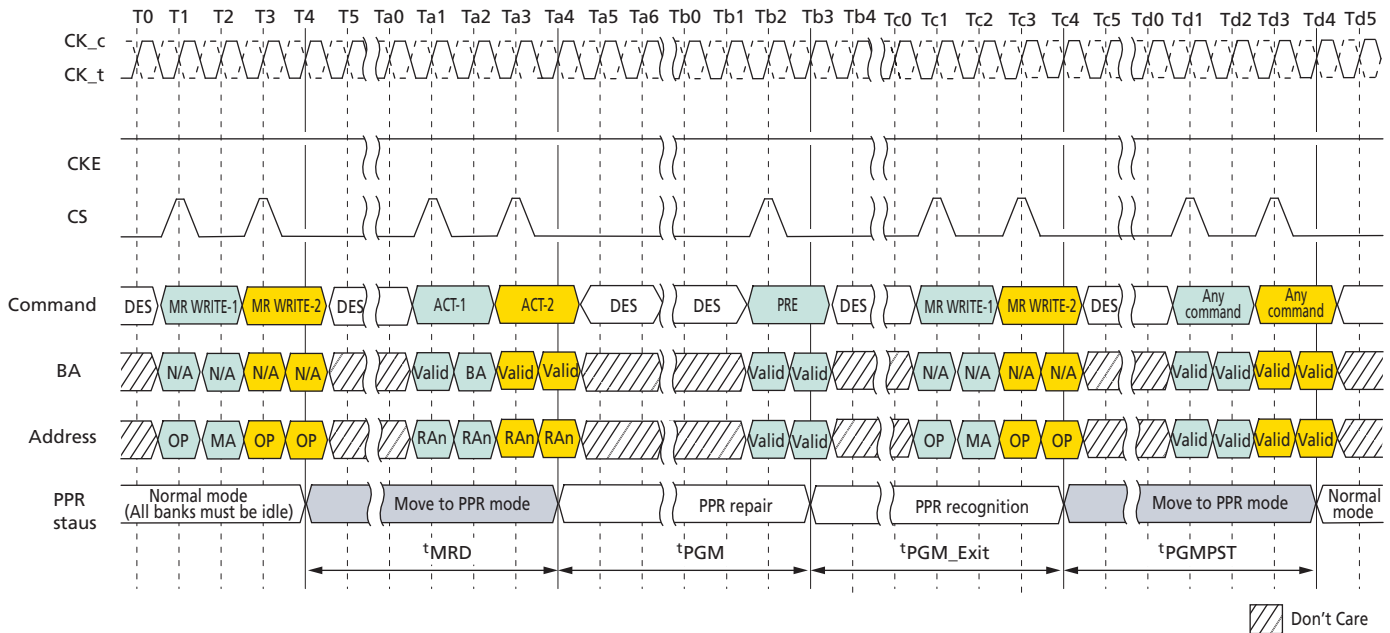 T0 T1 T2 T3 T4 T5 Ta0 Ta1 Ta2 Ta3 Ta4 Ta5 Ta6 Tb0 Tb1 Tb2 Tb3 Tb4 Tc0 Tc1 Tc2 Tc3 Tc4 Tc5 Td0 Td1 Td2 Td3 Td4 Td5
CK_c
CK_t
CKE
CS
Command DES MR WRITE-1 MR WRITE-2 DES ACT-1 ACT-2 DES DES PRE DES MR WRITE-1 MR WRITE-2 DES Any command Any command
BA N/A N/A N/A N/A Valid BA Valid Valid Valid Valid N/A N/A N/A N/A Valid Valid Valid Valid
Address OP MA OP OP RAn RAn RAn RAn Valid Valid OP MA OP OP Valid Valid Valid Valid
PPR staus Normal mode (All banks must be idle) Move to PPR mode PPR repair PPR recognition Move to PPR mode Normal mode
tMRD tPGM tPGM_Exit tPGMPST
Don't Care